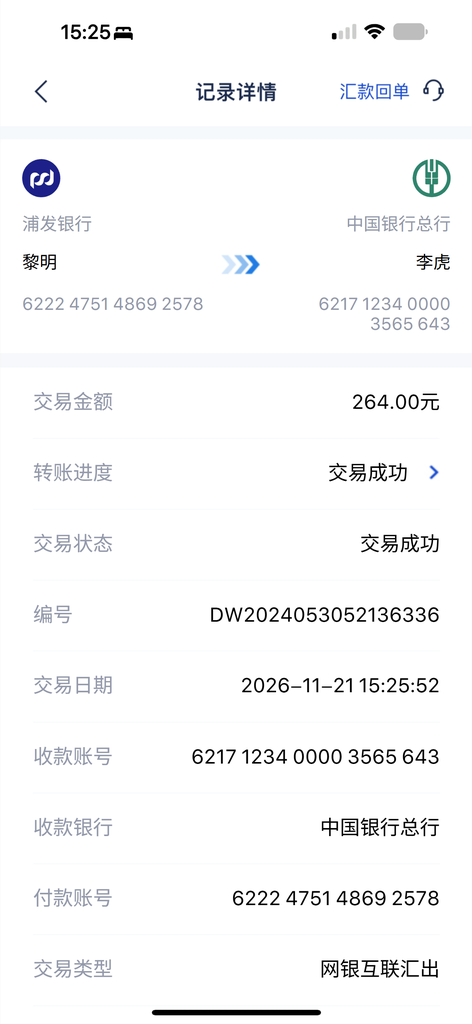 15:25
记录详情
汇款回单
浦发银行
中国银行总行
黎明
李虎
6222 4751 4869 2578
6217 1234 0000
3565 643
交易金额
264.00元
转账进度
交易成功
交易状态
交易成功
编号
DW2024053052136336
交易日期
2026-11-21 15:25:52
收款账号
6217 1234 0000 3565 643
收款银行
中国银行总行
付款账号
6222 4751 4869 2578
交易类型
网银互联汇出